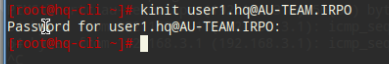 [root@hq-cli ~]# kinit user1.hq@AU-TEAM.IRPO
Password for user1.hq@AU-TEAM.IRPO:
[root@hq-cli ~]#